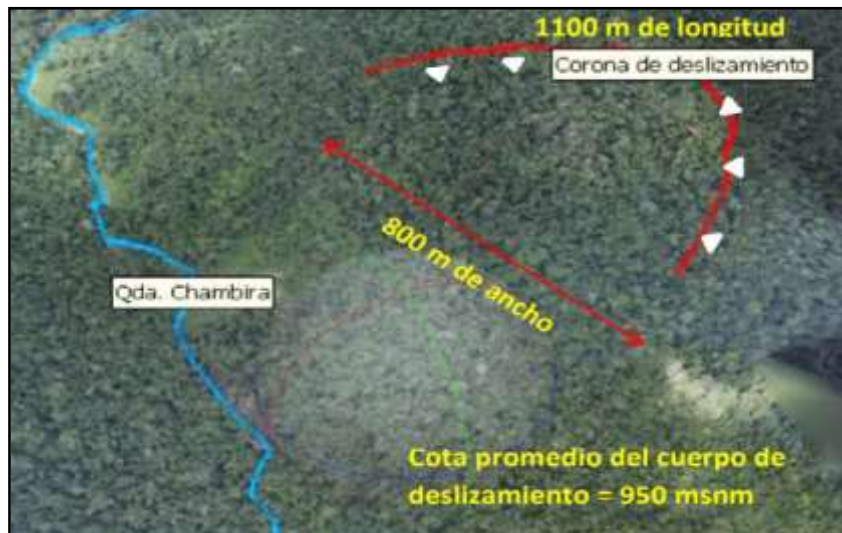 1100 m de longitud
Corona de deslizamiento
800 m de ancho
Qda. Chambira
Cota promedio del cuerpo de
deslizamiento = 950 msnm